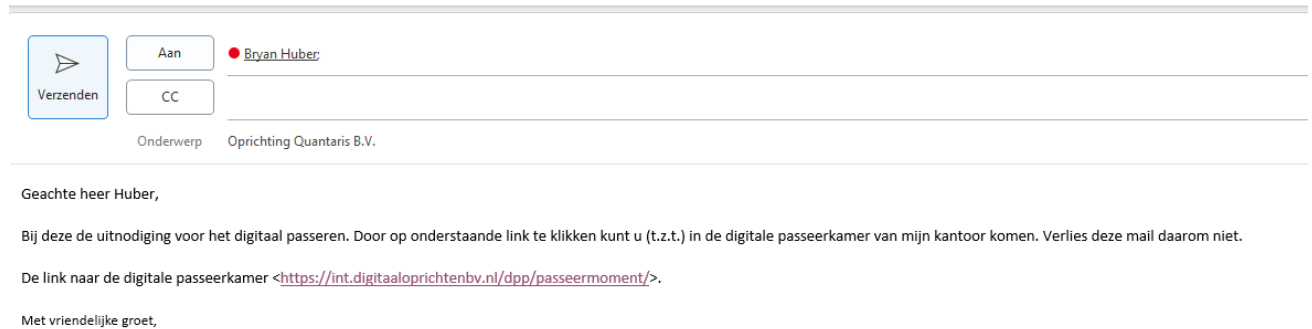 Aan
Bryan Huber;
Verzenden
CC
Onderwerp
Oprichting Quantaris B.V.
Geachte heer Huber,
Bij deze de uitnodiging voor het digitaal passeren. Door op onderstaande link te klikken kunt u (t.z.t.) in de digitale passeerkamer van mijn kantoor komen. Verlies deze mail daarom niet.
De link naar de digitale passeerkamer <https://int.digitaaloprichtenbv.nl/dpp/passeermoment/>.
Met vriendelijke groet,